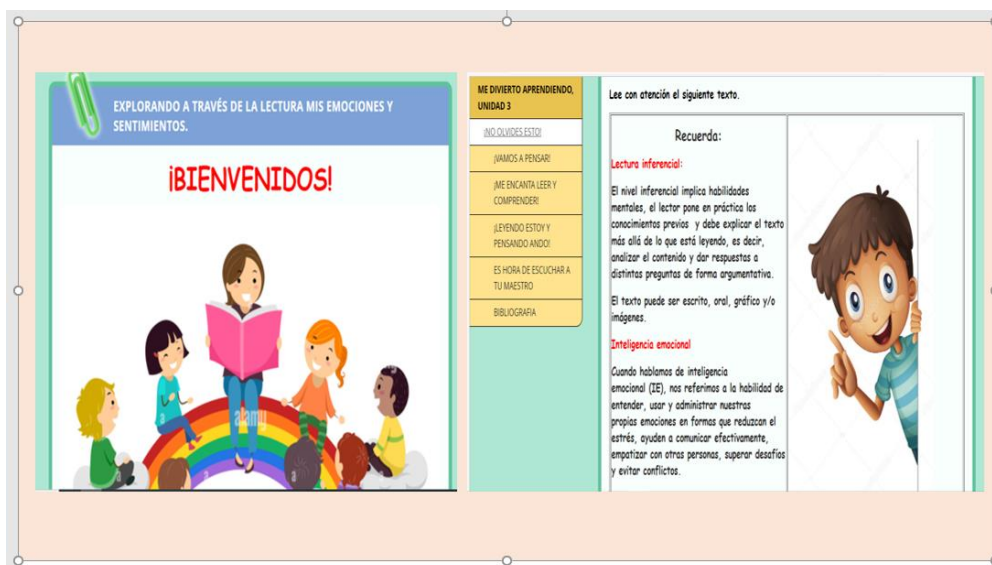 EXPLORANDO A TRAVÉS DE LA LECTURA MIS EMOCIONES Y
SENTIMIENTOS.
¡BIENVENIDOS!
alamy
a
a
ME DIVIERTO APRENDIENDO,
UNIDAD 3
¡NO OLVIDES ESTO!
¡VAMOS A PENSAR!
¡ME ENCANTA LEER Y
COMPRENDER!
¡LEYENDO ESTOY Y
PENSANDO ANDO!
ES HORA DE ESCUCHAR A
TU MAESTRO
BIBLIOGRAFIA
Lee con atención el siguiente texto.
Recuerda:
Lectura inferencial:
El nivel inferencial implica habilidades
mentales, el lector pone en práctica los
conocimientos previos y debe explicar el texto
más allá de lo que está leyendo, es decir,
analizar el contenido y dar respuestas a
distintas preguntas de forma argumentativa.
El texto puede ser escrito, oral, gráfico y/o
imágenes.
Inteligencia emocional
Cuando hablamos de inteligencia
emocional (IE), nos referimos a la habilidad de
entender, usar y administrar nuestras
propias emociones en formas que reduzcan el
estrés, ayuden a comunicar efectivamente,
empatizar con otras personas, superar desafíos
y evitar conflictos.